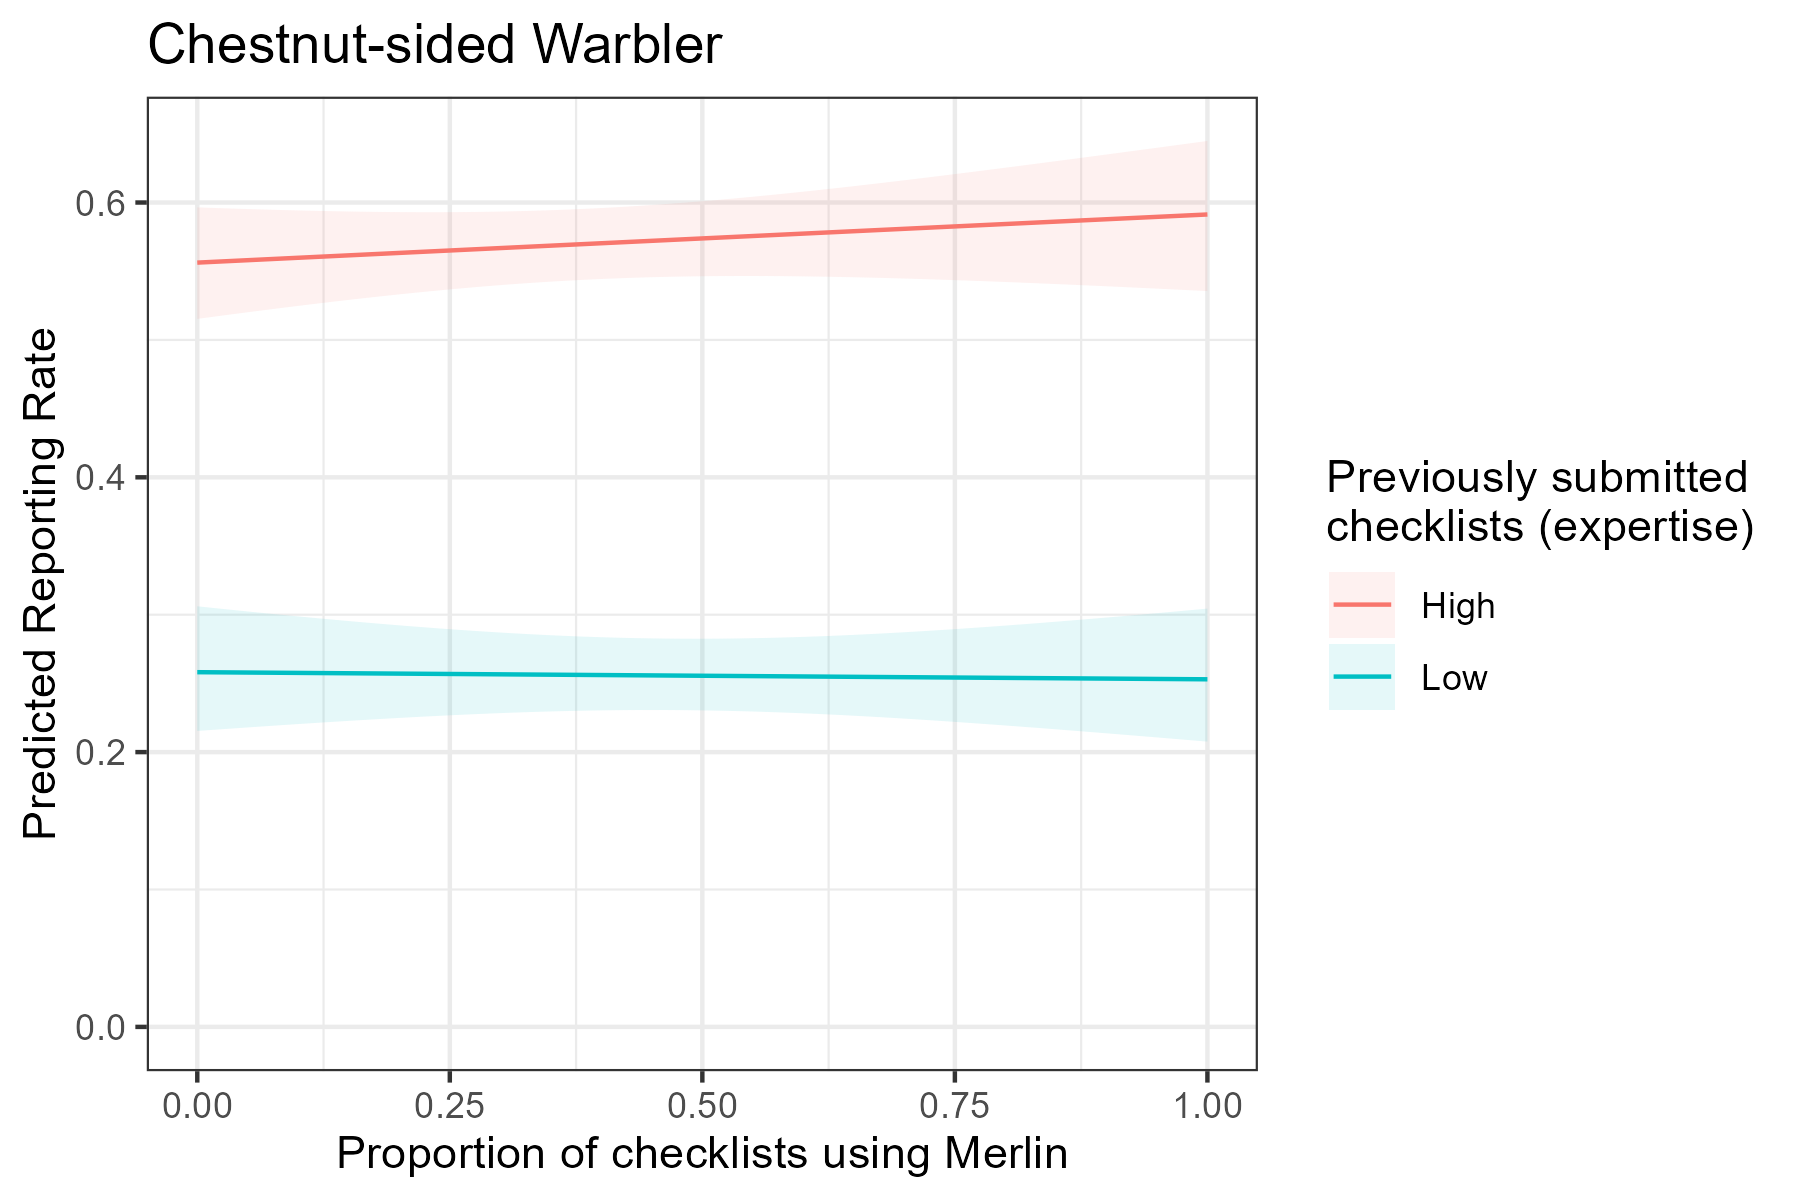 Chestnut-sided Warbler
Predicted Reporting Rate
0.6
0.4
0.2
0.0
0.00 0.25 0.50 0.75 1.00
Proportion of checklists using Merlin
Previously submitted
checklists (expertise)
High
Low